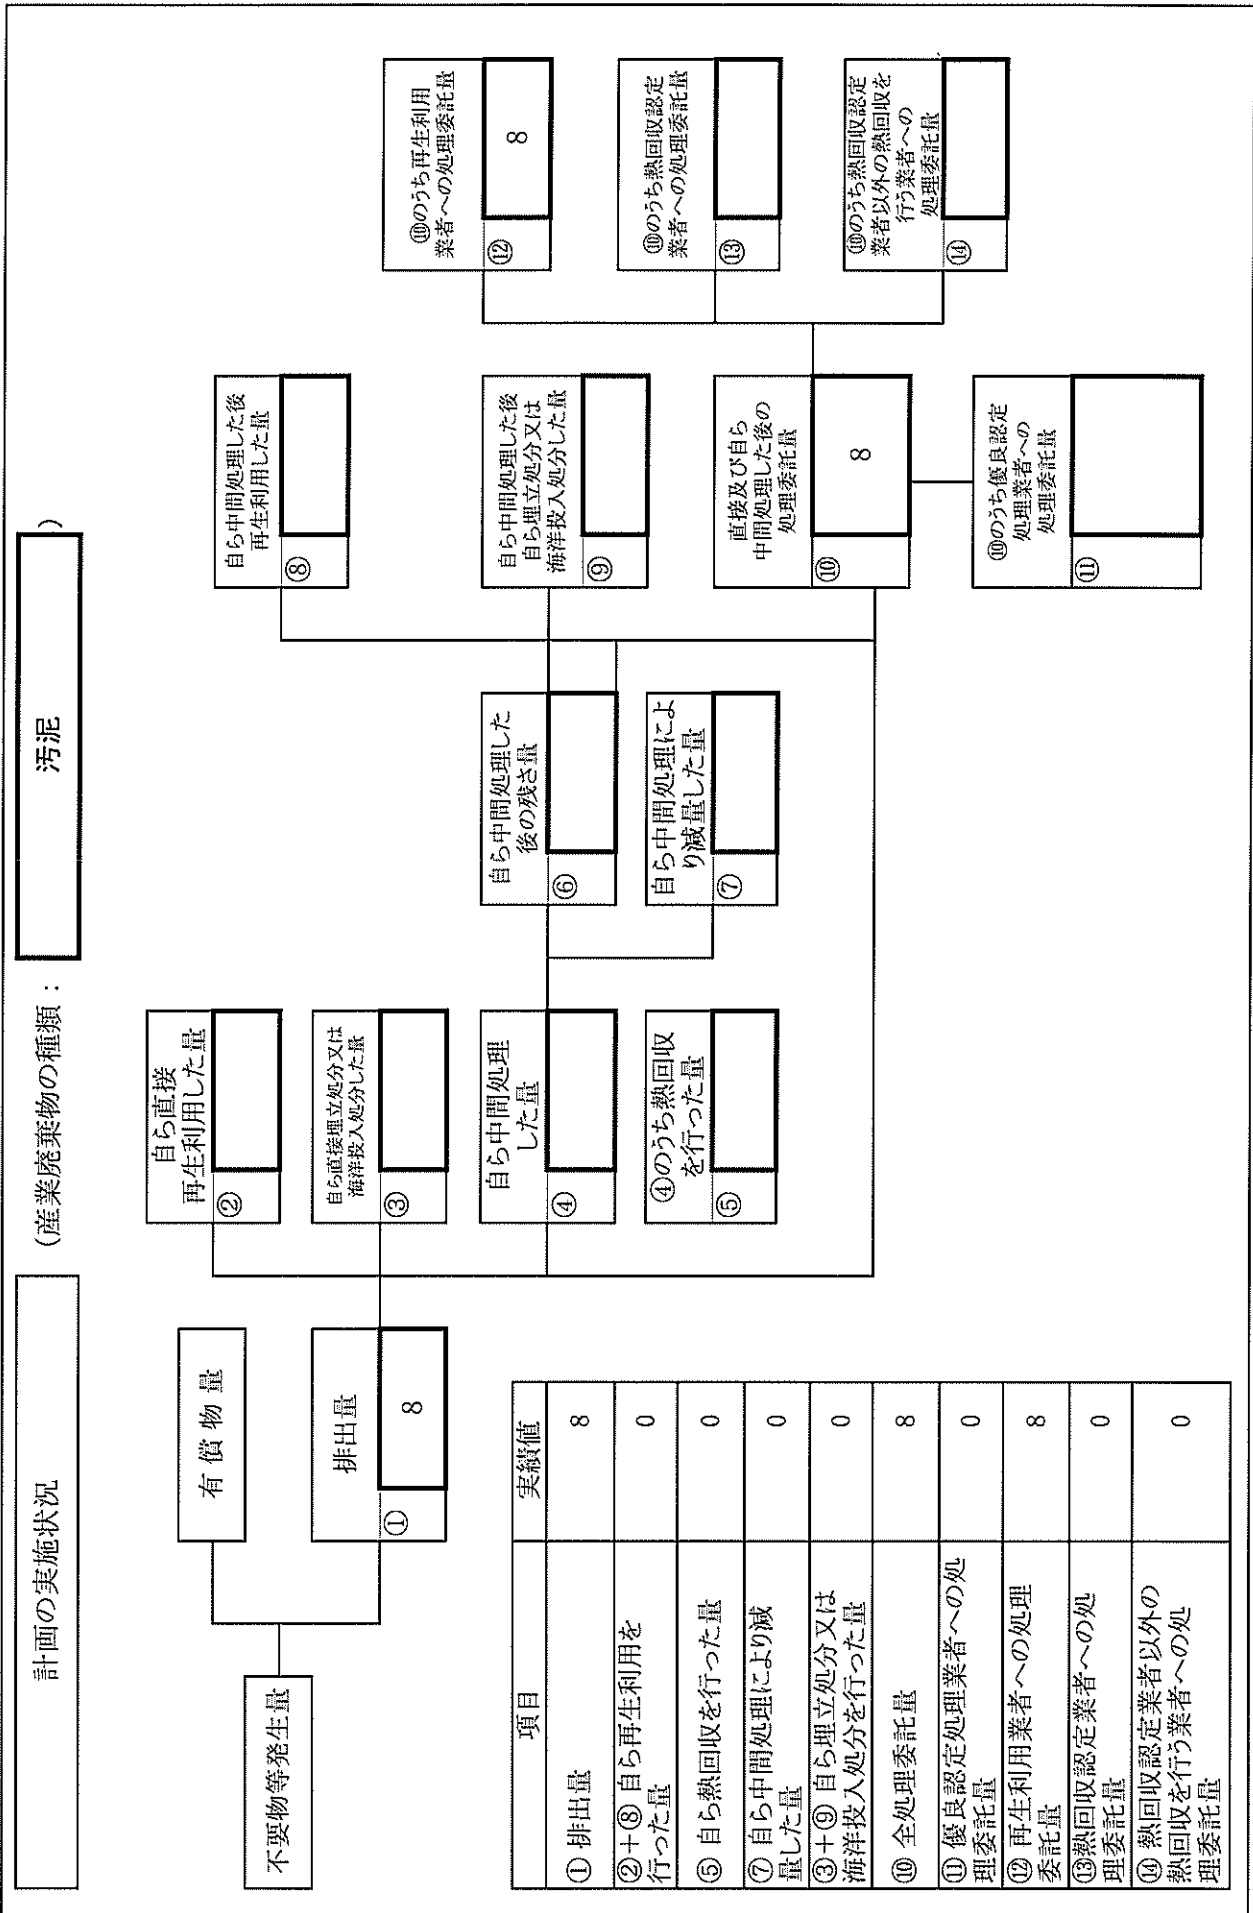 計画の実施状況
（産業廃棄物の種類：
汚泥
）
不要物等発生量
有償物量
排出量
①
8
自ら直接
再生利用した量
②
自ら直接埋立処分又は
海洋投入処分した量
③
自ら中間処理
した量
④
④のうち熱回収
を行った量
⑤
自ら中間処理した
後の残さ量
⑥
自ら中間処理によ
り減量した量
⑦
自ら中間処理した後
再生利用した量
⑧
自ら中間処理した後
自ら埋立処分又は
海洋投入処分した量
⑨
直接及び自ら
中間処理した後の
処理委託量
⑩
8
⑩のうち優良認定
処理業者への
処理委託量
⑪
⑩のうち再生利用
業者への処理委託量
⑫
8
⑩のうち熱回収認定
業者への処理委託量
⑬
⑩のうち熱回収認定
業者以外の熱回収を
行う業者への
処理委託量
⑭
項目 実績値
① 排出量 8
②＋⑧ 自ら再生利用を
行った量 0
⑤ 自ら熱回収を行った量 0
⑦ 自ら中間処理により減
量した量 0
③＋⑨ 自ら埋立処分又は
海洋投入処分を行った量 0
⑩ 全処理委託量 8
⑪ 優良認定処理業者への処
理委託量 0
⑫ 再生利用業者への処理
委託量 8
⑬熱回収認定業者への処
理委託量 0
⑭ 熱回収認定業者以外の
熱回収を行う業者への処
理委託量 0